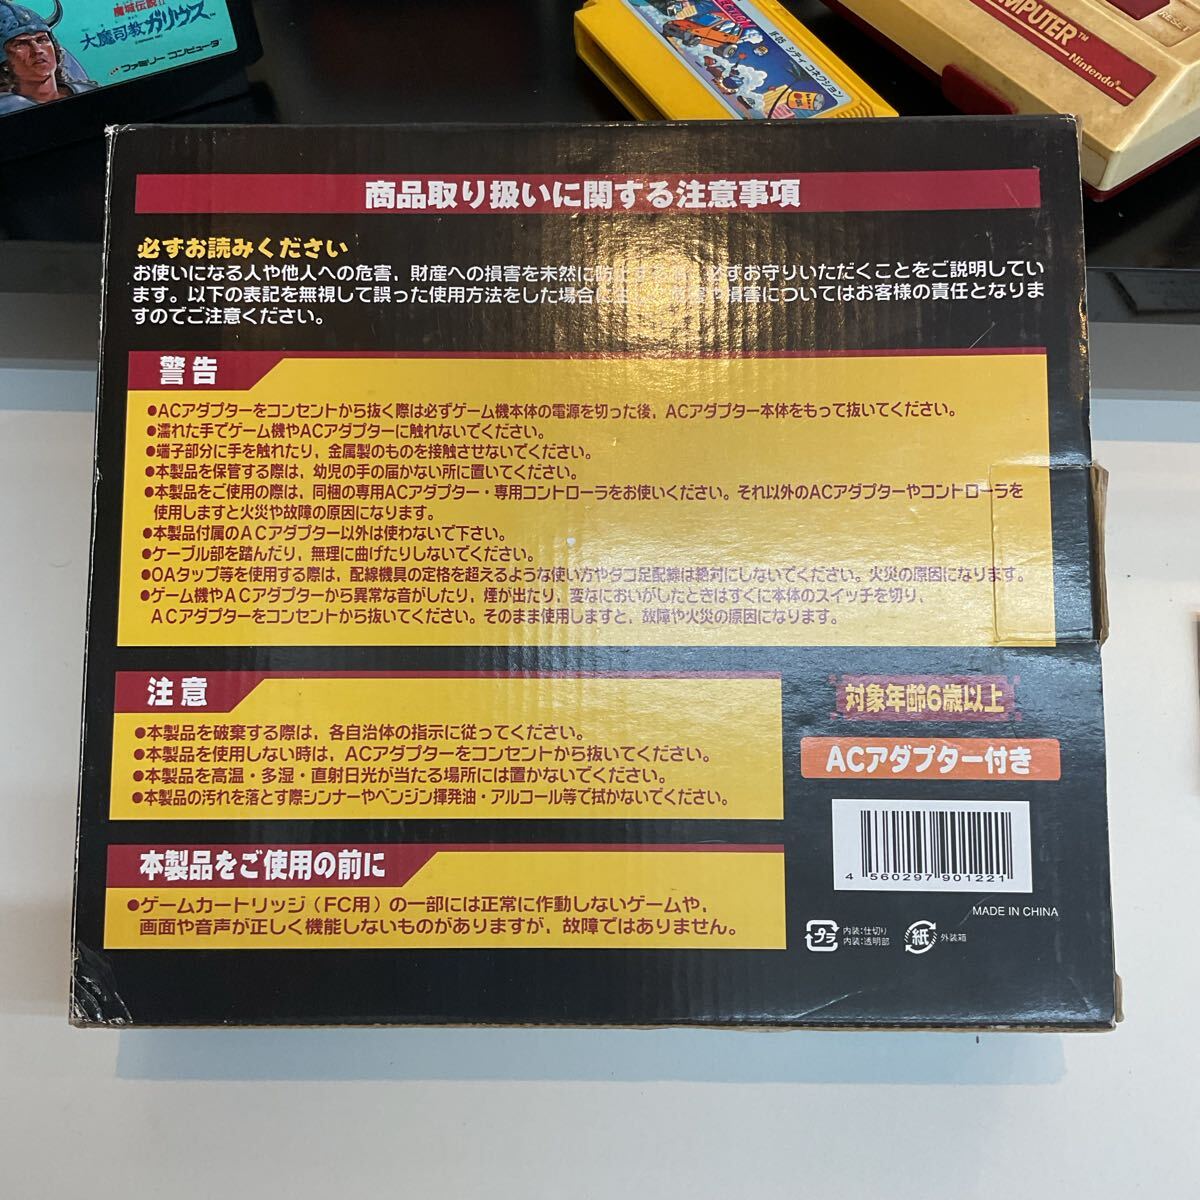 魔城伝説II
大魔司教ガリウス
ファミリーコンピュータ
JF-05 シティコネクション
COMPUTER™
Nintendo®
RESET
商品取り扱いに関する注意事項
必ずお読みください
お使いになる人や他人への危害，財産への損害を未然に防止する為、必ずお守りいただくことをご説明してい
ます。以下の表記を無視して誤った使用方法をした場合に生じた損害についてはお客様の責任となりま
すのでご注意ください。
警告
●ACアダプターをコンセントから抜く際は必ずゲーム機本体の電源を切った後，ACアダプター本体をもって抜いてください。
●濡れた手でゲーム機やACアダプターに触れないでください。
●端子部分に手を触れたり，金属製のものを接触させないでください。
●本製品を保管する際は，幼児の手の届かない所に置いてください。
●本製品をご使用の際は，同梱の専用ACアダプター・専用コントローラをお使いください。それ以外のACアダプターやコントローラを
使用しますと火災や故障の原因になります。
●本製品付属のACアダプター以外は使わないで下さい。
●ケーブル部を踏んだり，無理に曲げたりしないでください。
●OAタップ等を使用する際は，配線機具の定格を超えるような使い方やタコ足配線は絶対にしないでください。火災の原因になります。
●ゲーム機やACアダプターから異常な音がしたり，煙が出たり，変なにおいがしたときはすぐに本体のスイッチを切り，
ACアダプターをコンセントから抜いてください。そのまま使用しますと，故障や火災の原因になります。
注意
●本製品を破棄する際は，各自治体の指示に従ってください。
●本製品を使用しない時は，ACアダプターをコンセントから抜いてください。
●本製品を高温・多湿・直射日光が当たる場所には置かないでください。
●本製品の汚れを落とす際シンナーやベンジン揮発油・アルコール等で拭かないでください。
対象年齢6歳以上
ACアダプター付き
4 560297 901221
本製品をご使用の前に
●ゲームカートリッジ（FC用）の一部には正常に作動しないゲームや，
画面や音声が正しく機能しないものがありますが，故障ではありません。
MADE IN CHINA
プラ 内装:仕切り
内装:透明部
紙 外装箱